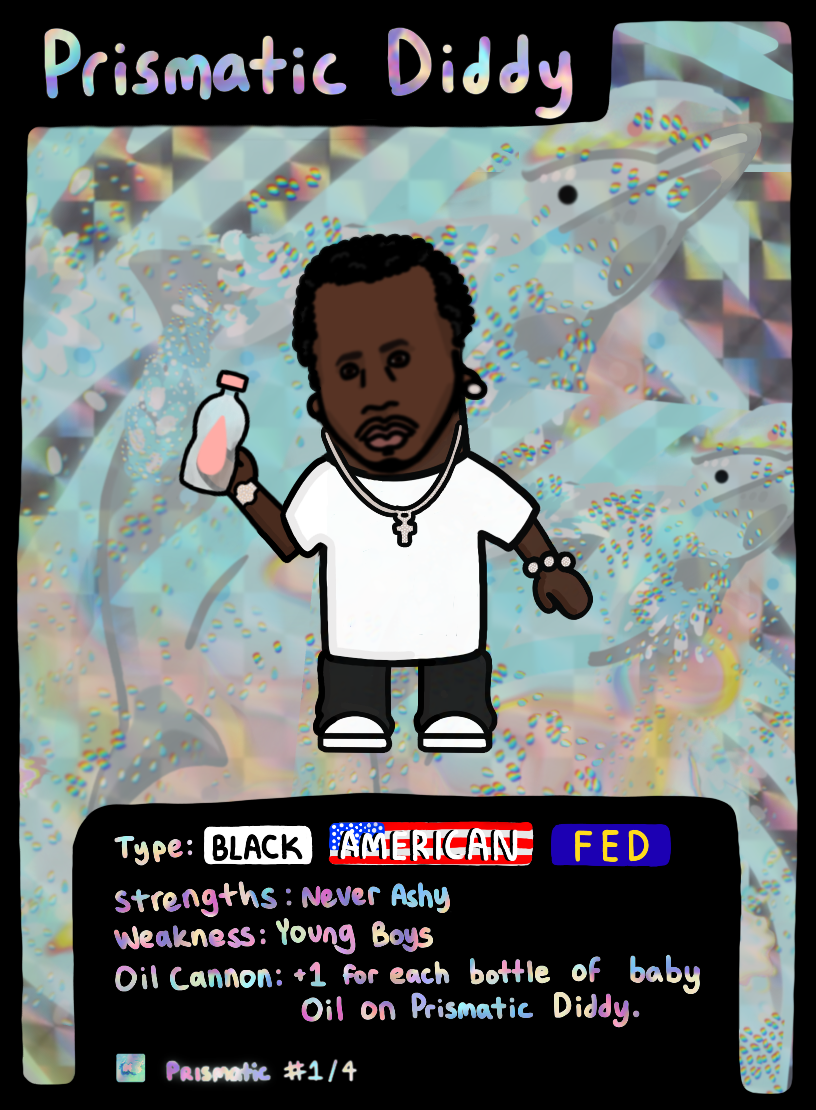 Prismatic Diddy
Type: BLACK AMERICAN FED
Strengths: Never Ashy
Weakness: Young Boys
Oil Cannon: +1 for each bottle of baby
Oil on Prismatic Diddy.
Prismatic #1/4